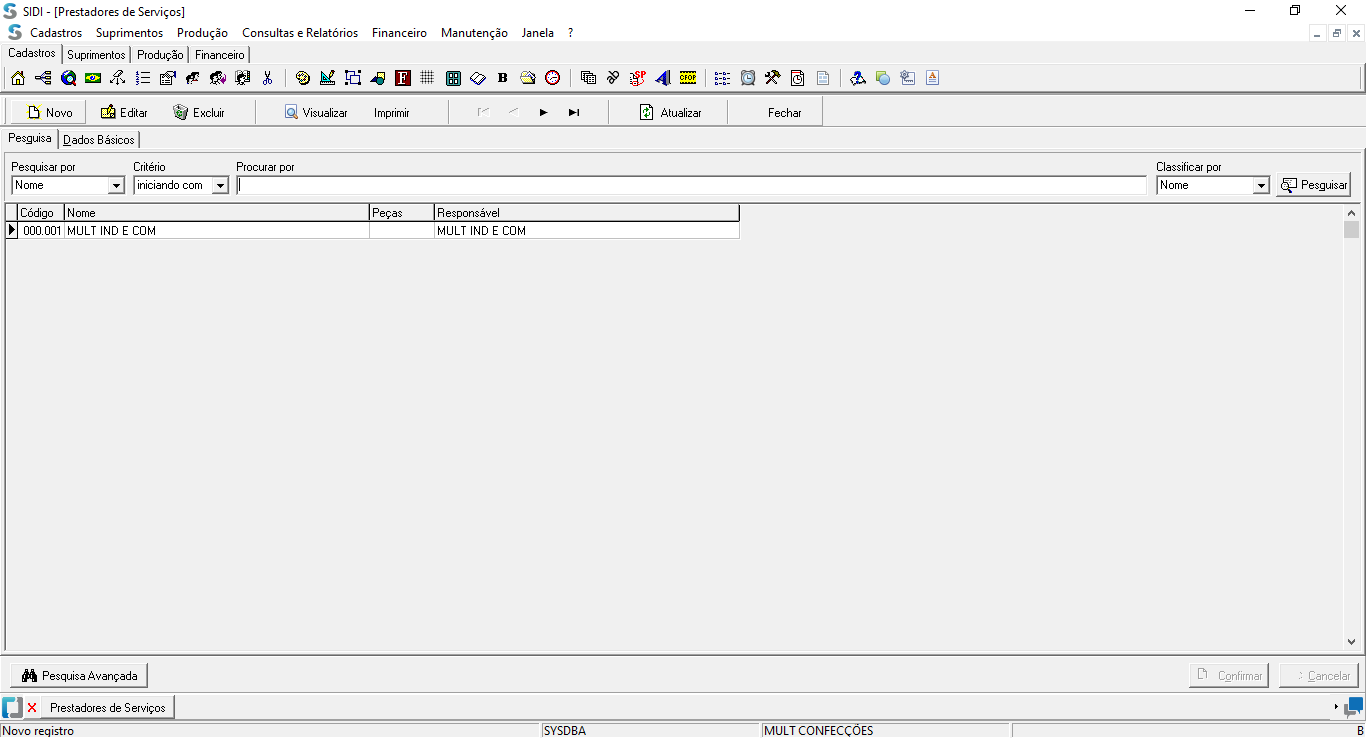 SIDI - [Prestadores de Serviços]
Cadastros Suprimentos Produção Consultas e Relatórios Financeiro Manutenção Janela ?
Cadastros Suprimentos Produção Financeiro
F B SP CFOP
Novo Editar Excluir Visualizar Imprimir Atualizar Fechar
Pesquisa Dados Básicos
Pesquisar por Critério Procurar por Classificar por
Nome iniciando com Nome Pesquisar
Código Nome Peças Responsável
000.001 MULT IND E COM MULT IND E COM
Pesquisa Avançada Confirmar Cancelar
Prestadores de Serviços
Novo registro SYSDBA MULT CONFECÇÕES B